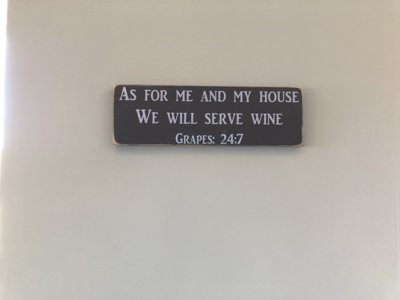 As for me and my house
We will serve wine
Grapes: 24:7